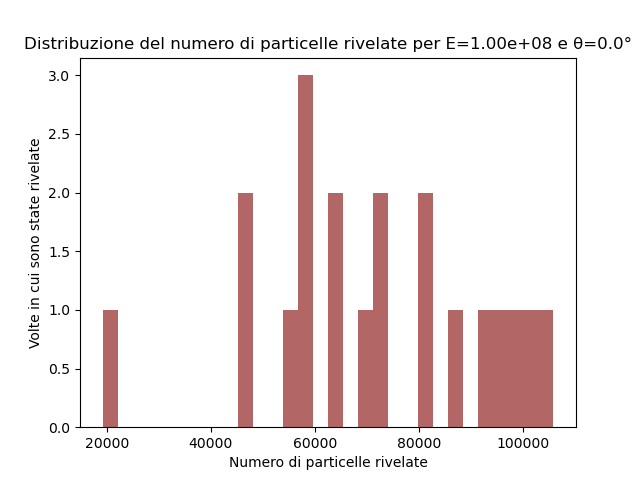 Distribuzione del numero di particelle rivelate per E=1.00e+08 e θ=0.0°
3.0
2.5
2.0
1.5
1.0
0.5
0.0
Volte in cui sono state rivelate
20000 40000 60000 80000 100000
Numero di particelle rivelate